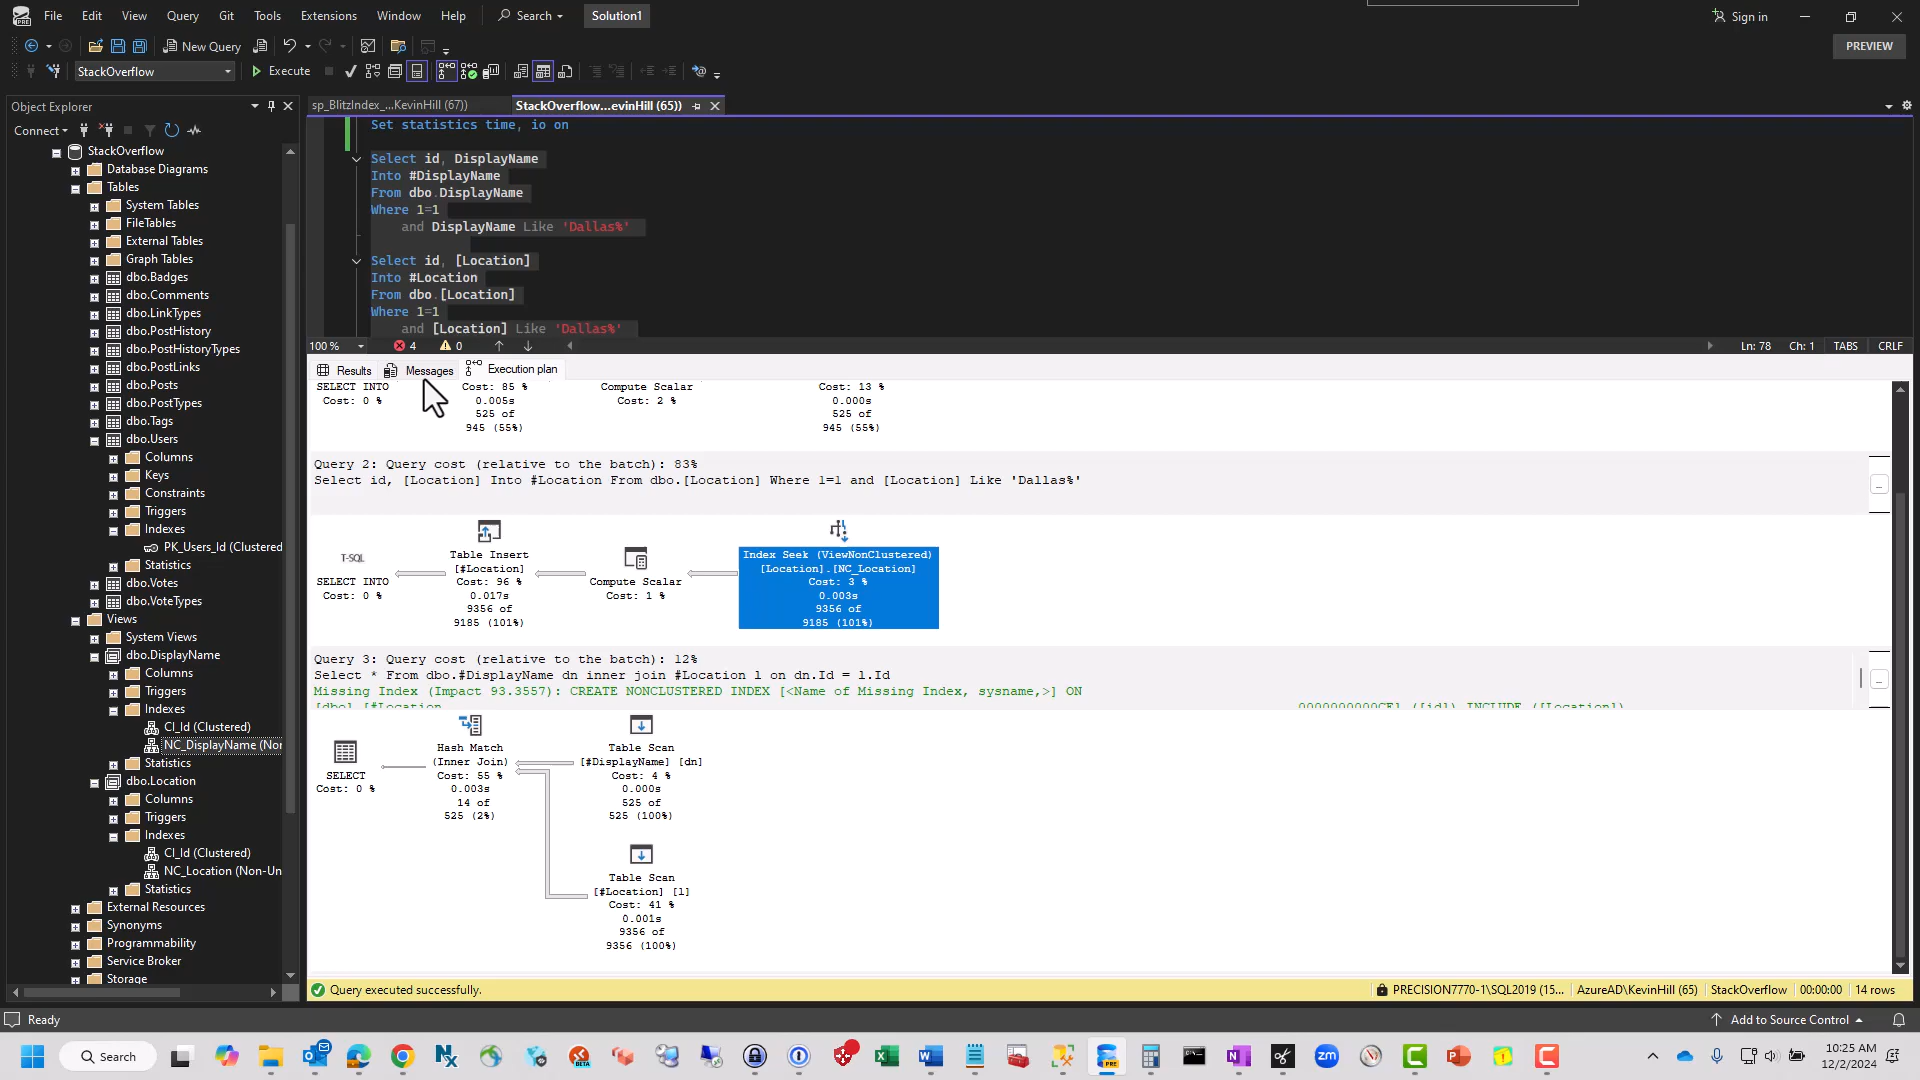 File Edit View Query Git Tools Extensions Window Help Search Solution1 Sign in
New Query PREVIEW
StackOverflow Execute
Object Explorer
Connect
StackOverflow
Database Diagrams
Tables
System Tables
FileTables
External Tables
Graph Tables
dbo.Badges
dbo.Comments
dbo.LinkTypes
dbo.PostHistory
dbo.PostHistoryTypes
dbo.PostLinks
dbo.Posts
dbo.PostTypes
dbo.Tags
dbo.Users
Columns
Keys
Constraints
Triggers
Indexes
PK_Users_Id (Clustered
Statistics
dbo.Votes
dbo.VoteTypes
Views
System Views
dbo.DisplayName
Columns
Triggers
Indexes
CI_Id (Clustered)
NC_DisplayName (Nor
Statistics
dbo.Location
Columns
Triggers
Indexes
CI_Id (Clustered)
NC_Location (Non-Un
Statistics
External Resources
Synonyms
Programmability
Service Broker
Storage
sp_BlitzIndex_...KevinHill (67)) StackOverflow...evinHill (65))
Set statistics time, io on
Select id, DisplayName
Into #DisplayName
From dbo.DisplayName
Where 1=1
and DisplayName Like 'Dallas%'
Select id, [Location]
Into #Location
From dbo.[Location]
Where 1=1
and [Location] Like 'Dallas%'
100 % 4 0 Ln: 78 Ch: 1 TABS CRLF
Results Messages Execution plan
SELECT INTO
Cost: 0 %
Cost: 85 %
0.005s
525 of
945 (55%)
Compute Scalar
Cost: 2 %
Cost: 13 %
0.000s
525 of
945 (55%)
Query 2: Query cost (relative to the batch): 83%
Select id, [Location] Into #Location From dbo.[Location] Where 1=1 and [Location] Like 'Dallas%'
T-SQL
SELECT INTO
Cost: 0 %
Table Insert
[#Location]
Cost: 96 %
0.017s
9356 of
9185 (101%)
Compute Scalar
Cost: 1 %
Index Seek (ViewNonClustered)
[Location].[NC_Location]
Cost: 3 %
0.003s
9356 of
9185 (101%)
Query 3: Query cost (relative to the batch): 12%
Select * From dbo.#DisplayName dn inner join #Location l on dn.Id = l.Id
Missing Index (Impact 93.3557): CREATE NONCLUSTERED INDEX [<Name of Missing Index, sysname,>] ON
[dbo].[#Location 0000000000CE] ([id]) INCLUDE ([Location])
SELECT
Cost: 0 %
Hash Match
(Inner Join)
Cost: 55 %
0.003s
14 of
525 (2%)
Table Scan
[#DisplayName] [dn]
Cost: 4 %
0.000s
525 of
525 (100%)
Table Scan
[#Location] [l]
Cost: 41 %
0.001s
9356 of
9356 (100%)
Query executed successfully. PRECISION7770-1\SQL2019 (15... AzureAD\KevinHill (65) StackOverflow 00:00:00 14 rows
Ready Add to Source Control
Search 10:25 AM
12/2/2024